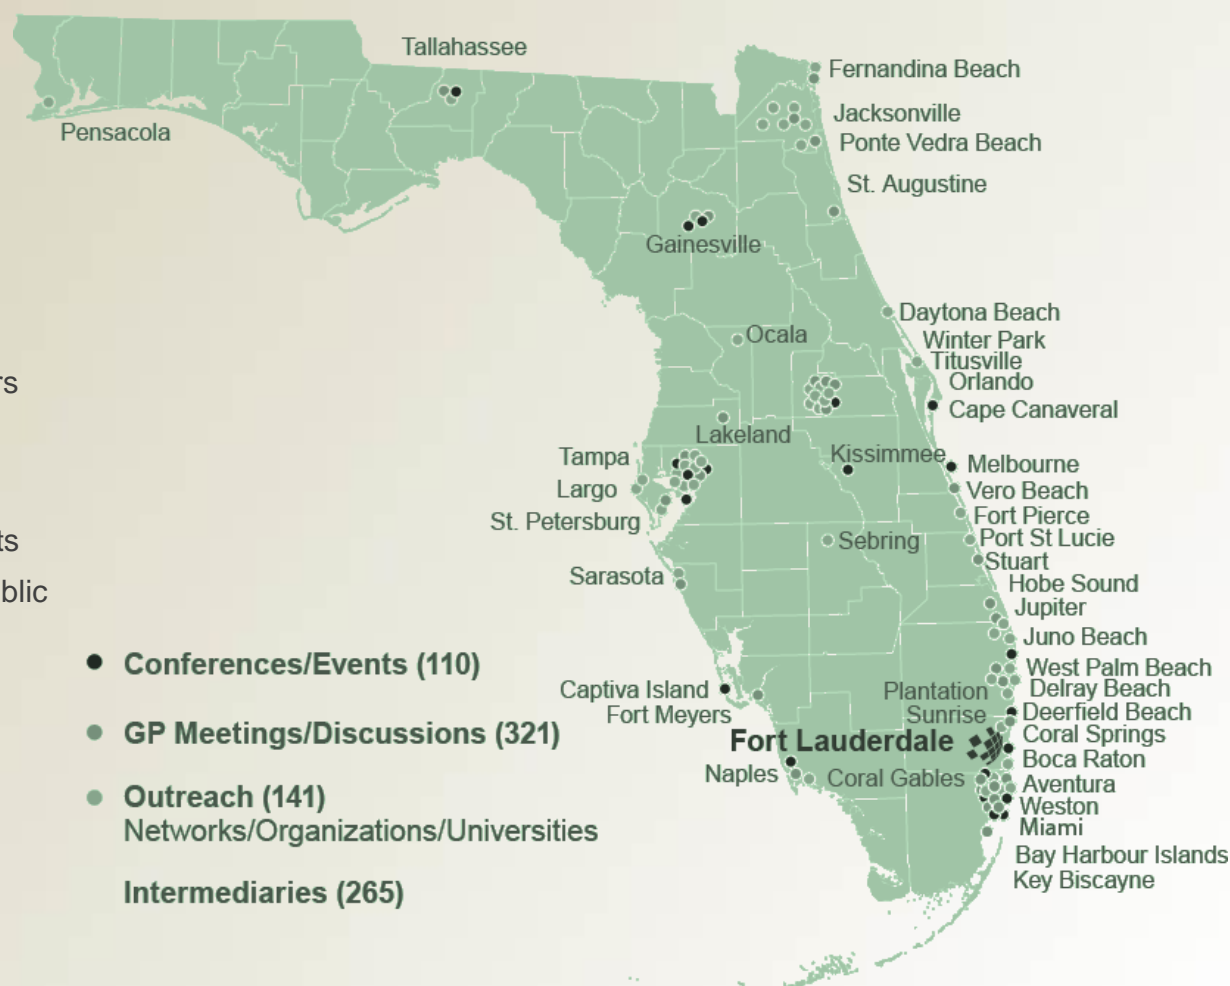 Tallahassee
Pensacola
Fernandina Beach
Jacksonville
Ponte Vedra Beach
St. Augustine
Gainesville
Daytona Beach
Ocala
Winter Park
Titusville
rs
Orlando
Cape Canaveral
Lakeland
Tampa
Kissimmee
Melbourne
Largo
Vero Beach
St. Petersburg
Fort Pierce
ts
Sebring
Port St Lucie
Stuart
Sarasota
Hobe Sound
blic
Jupiter
Juno Beach
Conferences/Events (110)
West Palm Beach
Captiva Island
Plantation
Delray Beach
Fort Meyers
Sunrise
Deerfield Beach
GP Meetings/Discussions (321)
Fort Lauderdale
Coral Springs
Boca Raton
Naples
Coral Gables
Aventura
Outreach (141)
Weston
Networks/Organizations/Universities
Miami
Bay Harbour Islands
Key Biscayne
Intermediaries (265)